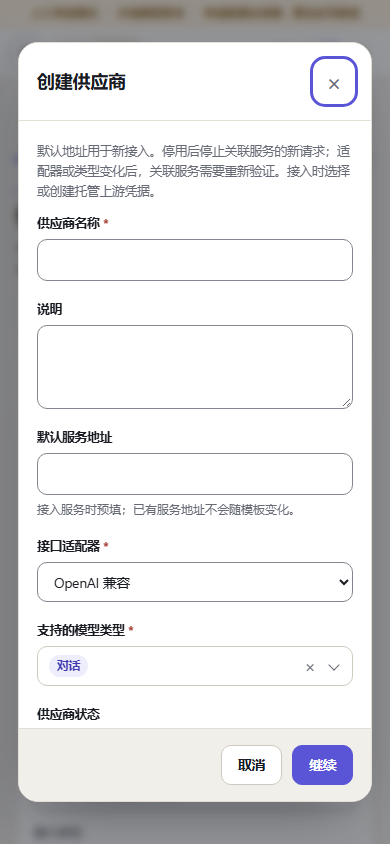 创建供应商
×
默认地址用于新接入。停用后停止关联服务的新请求；适
配器或类型变化后，关联服务需要重新验证。接入时选择
或创建托管上游凭据。
供应商名称 *
说明
默认服务地址
接入服务时预填；已有服务地址不会随模板变化。
接口适配器 *
OpenAI 兼容
支持的模型类型 *
对话 ×
供应商状态
取消 继续